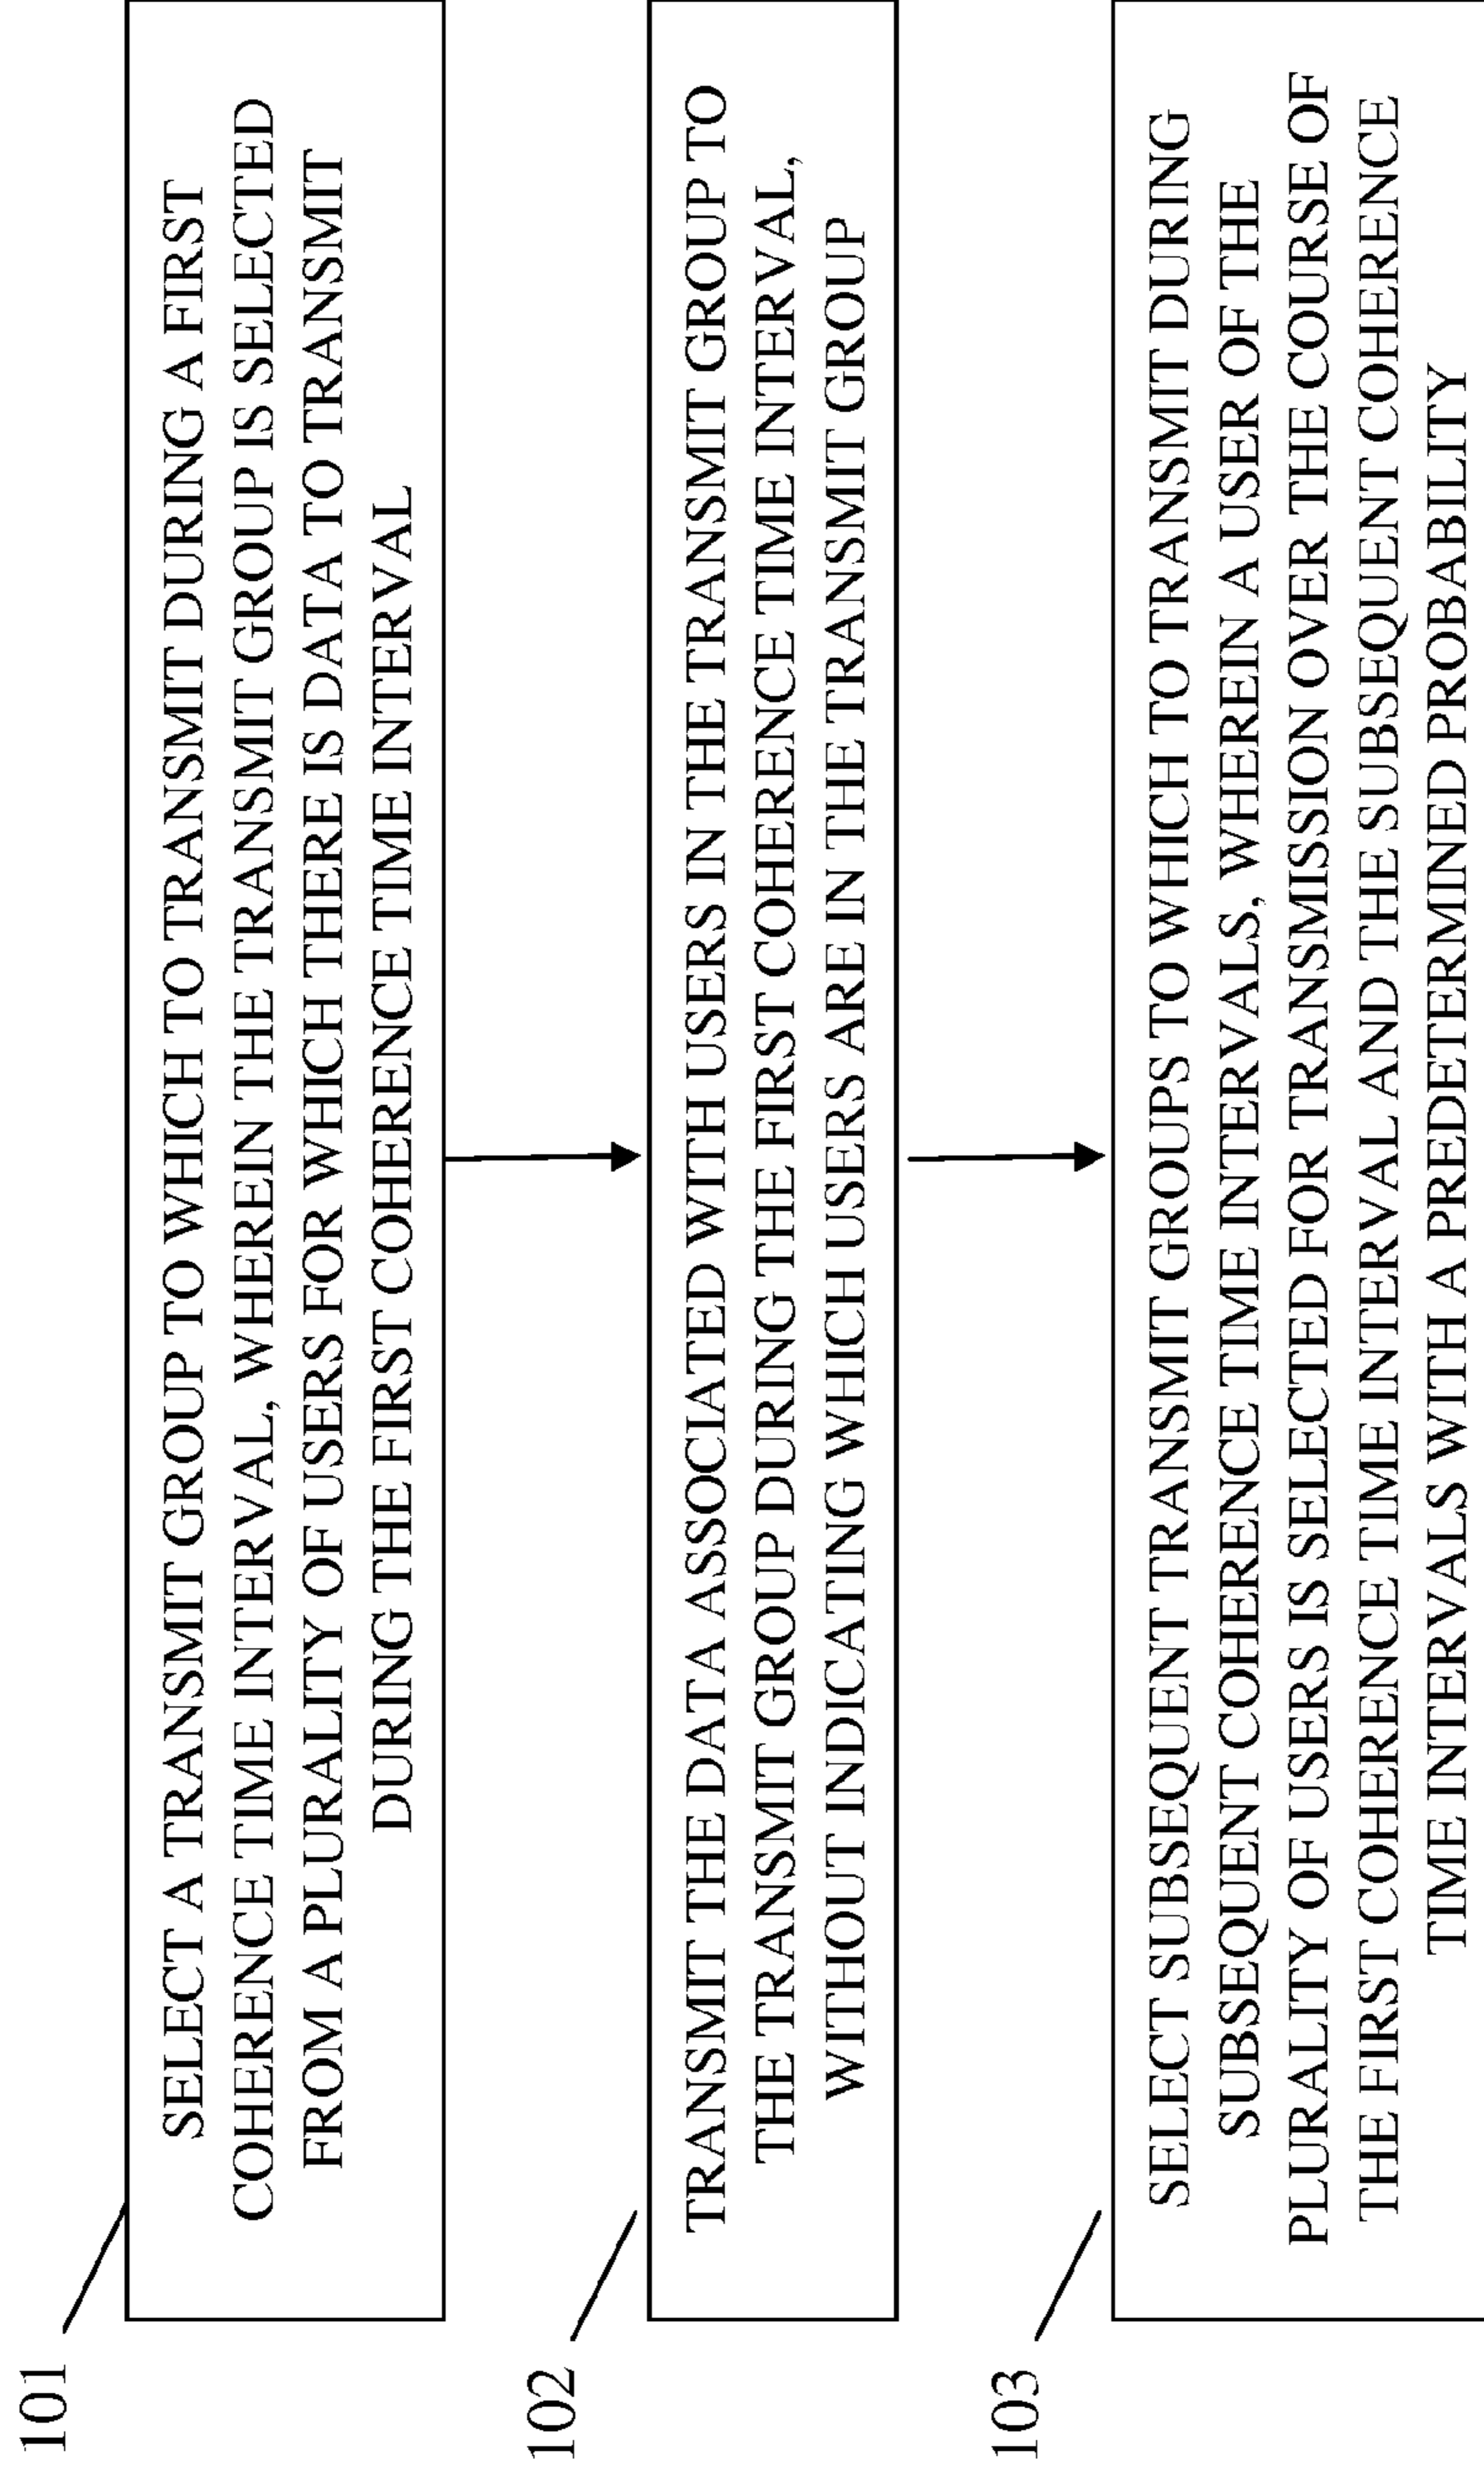 101
SELECT A TRANSMIT GROUP TO WHICH TO TRANSMIT DURING A FIRST
COHERENCE TIME INTERVAL, WHEREIN THE TRANSMIT GROUP IS SELECTED
FROM A PLURALITY OF USERS FOR WHICH THERE IS DATA TO TRANSMIT
DURING THE FIRST COHERENCE TIME INTERVAL
102
TRANSMIT THE DATA ASSOCIATED WITH USERS IN THE TRANSMIT GROUP TO
THE TRANSMIT GROUP DURING THE FIRST COHERENCE TIME INTERVAL,
WITHOUT INDICATING WHICH USERS ARE IN THE TRANSMIT GROUP
103
SELECT SUBSEQUENT TRANSMIT GROUPS TO WHICH TO TRANSMIT DURING
SUBSEQUENT COHERENCE TIME INTERVALS, WHEREIN A USER OF THE
PLURALITY OF USERS IS SELECTED FOR TRANSMISSION OVER THE COURSE OF
THE FIRST COHERENCE TIME INTERVAL AND THE SUBSEQUENT COHERENCE
TIME INTERVALS WITH A PREDETERMINED PROBABILITY